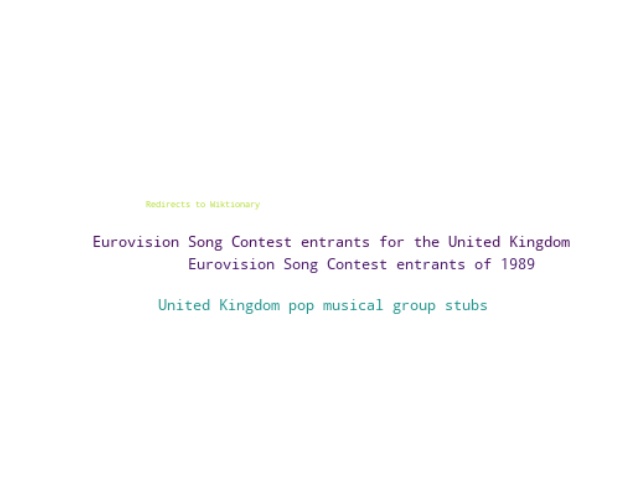 Redirects to Wiktionary
Eurovision Song Contest entrants for the United Kingdom
Eurovision Song Contest entrants of 1989
United Kingdom pop musical group stubs